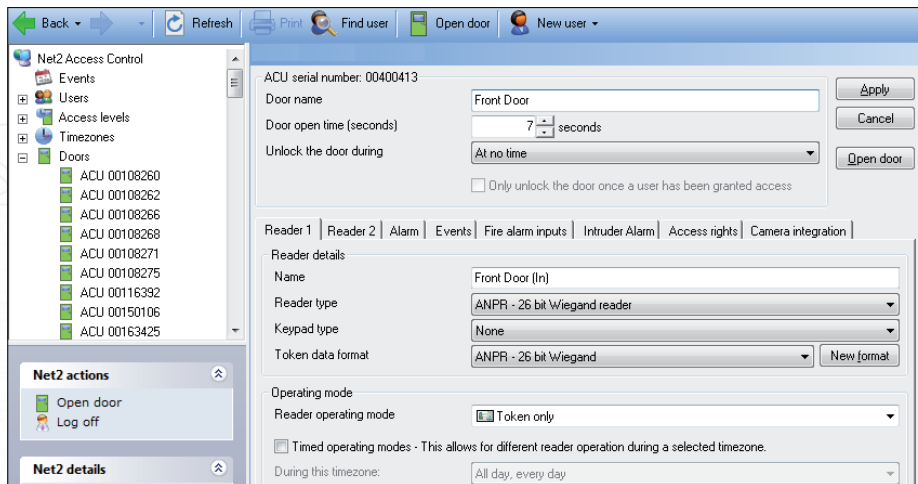 Back Refresh Print Find user Open door New user
Net2 Access Control
Events
Users
Access levels
Timezones
Doors
ACU 00108260
ACU 00108262
ACU 00108266
ACU 00108268
ACU 00108271
ACU 00108275
ACU 00116392
ACU 00150106
ACU 00163425
Net2 actions
Open door
Log off
Net2 details
ACU serial number: 00400413
Door name Front Door
Door open time (seconds) 7 seconds
Unlock the door during At no time
Only unlock the door once a user has been granted access
Apply
Cancel
Open door
Reader 1 Reader 2 Alarm Events Fire alarm inputs Intruder Alarm Access rights Camera integration
Reader details
Name Front Door (In)
Reader type ANPR - 26 bit Wiegand reader
Keypad type None
Token data format ANPR - 26 bit Wiegand New format
Operating mode
Reader operating mode Token only
Timed operating modes - This allows for different reader operation during a selected timezone.
During this timezone: All day, every day